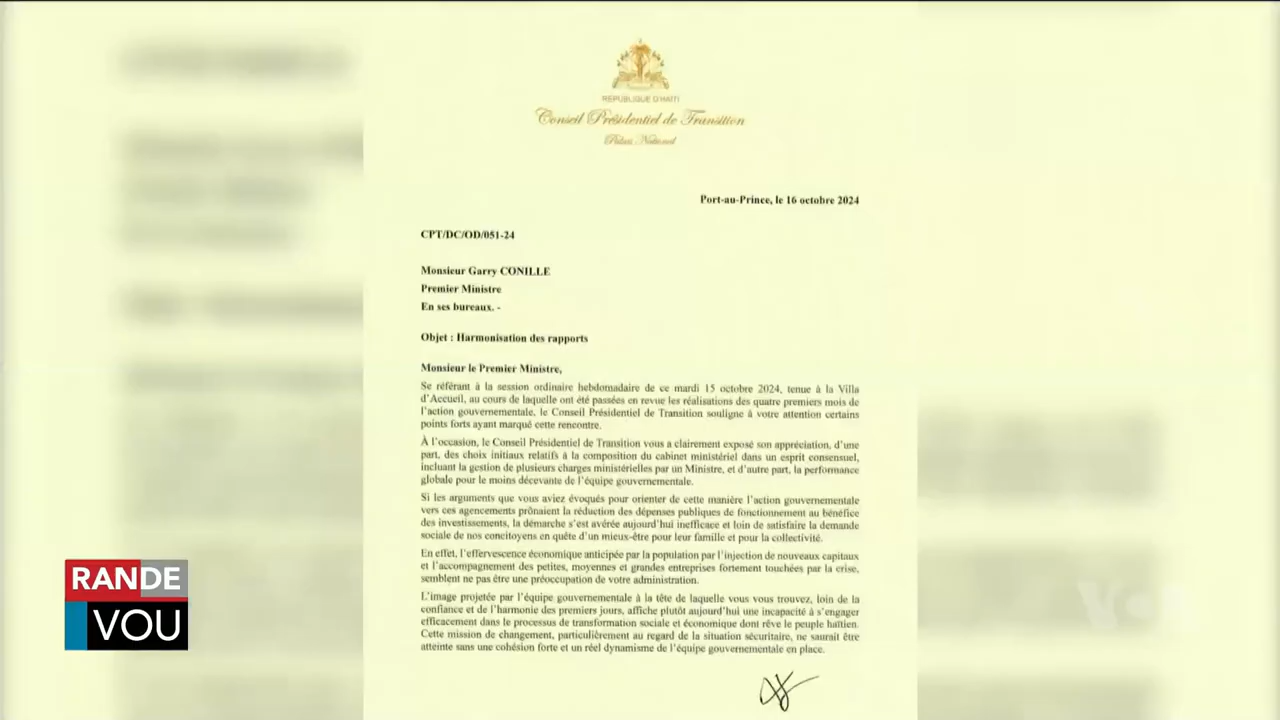 RÉPUBLIQUE D'HAÏTI
Conseil Présidentiel de Transition
Palais National
Port-au-Prince, le 16 octobre 2024
CPT/DC/OD/051-24
Monsieur Garry CONILLE
Premier Ministre
En ses bureaux. -
Objet : Harmonisation des rapports
Monsieur le Premier Ministre,
Se référant à la session ordinaire hebdomadaire de ce mardi 15 octobre 2024, tenue à la Villa
d'Accueil, au cours de laquelle ont été passées en revue les réalisations des quatre premiers mois de
l'action gouvernementale, le Conseil Présidentiel de Transition souligne à votre attention certains
points forts ayant marqué cette rencontre.
À l'occasion, le Conseil Présidentiel de Transition vous a clairement exposé son appréciation, d'une
part, des choix initiaux relatifs à la composition du cabinet ministériel dans un esprit consensuel,
incluant la gestion de plusieurs charges ministérielles par un Ministre, et d'autre part, la performance
globale pour le moins décevante de l'équipe gouvernementale.
Si les arguments que vous aviez évoqués pour orienter de cette manière l'action gouvernementale
vers ces agencements prônaient la réduction des dépenses publiques de fonctionnement au bénéfice
des investissements, la démarche s'est avérée aujourd'hui inefficace et loin de satisfaire la demande
sociale de nos concitoyens en quête d'un mieux-être pour leur famille et pour la collectivité.
En effet, l'effervescence économique anticipée par la population par l'injection de nouveaux capitaux
et l'accompagnement des petites, moyennes et grandes entreprises fortement touchées par la crise,
semblent ne pas être une préoccupation de votre administration.
L'image projetée par l'équipe gouvernementale à la tête de laquelle vous vous trouvez, loin de la
confiance et de l'harmonie des premiers jours, affiche plutôt aujourd'hui une incapacité à s'engager
efficacement dans le processus de transformation sociale et économique dont rêve le peuple haïtien.
Cette mission de changement, particulièrement au regard de la situation sécuritaire, ne saurait être
atteinte sans une cohésion forte et un réel dynamisme de l'équipe gouvernementale en place.
RANDE
VOU
VOA